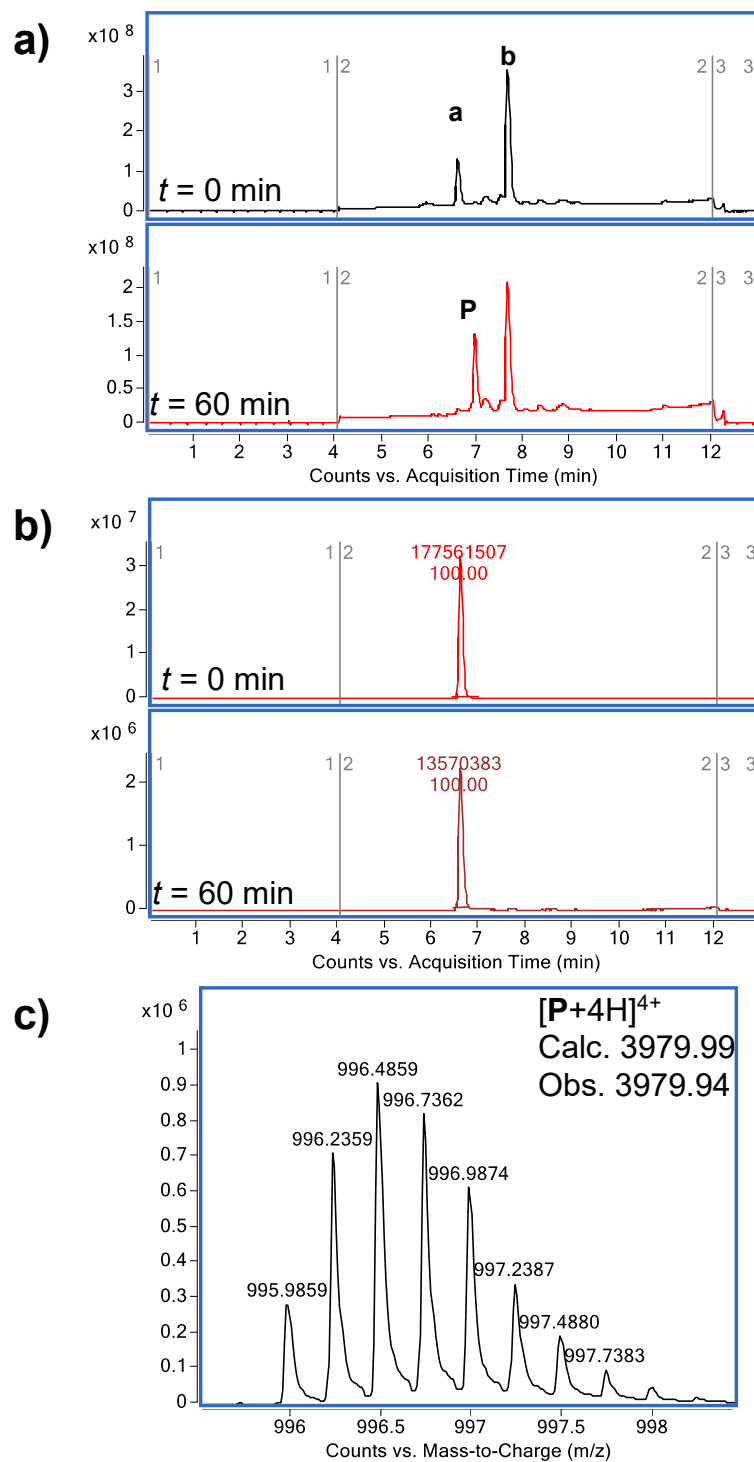 a)
x10 8
1 1 2 2 3 3
b
a
3
2
1
0
t = 0 min
x10 8
1 1 2 2 3 3
P
2
1.5
1
0.5
0
t = 60 min
1 2 3 4 5 6 7 8 9 10 11 12
Counts vs. Acquisition Time (min)
b)
x10 7
1 1 2 2 3 3
177561507
100.00
3
2
1
0
t = 0 min
x10 6
1 1 2 2 3 3
13570383
100.00
2
1
0
t = 60 min
1 2 3 4 5 6 7 8 9 10 11 12
Counts vs. Acquisition Time (min)
c)
x10 6
[P+4H]4+
Calc. 3979.99
Obs. 3979.94
1
0.9
0.8
0.7
0.6
0.5
0.4
0.3
0.2
0.1
0
996.4859
996.7362
996.2359
996.9874
997.2387
995.9859
997.4880
997.7383
996 996.5 997 997.5 998
Counts vs. Mass-to-Charge (m/z)